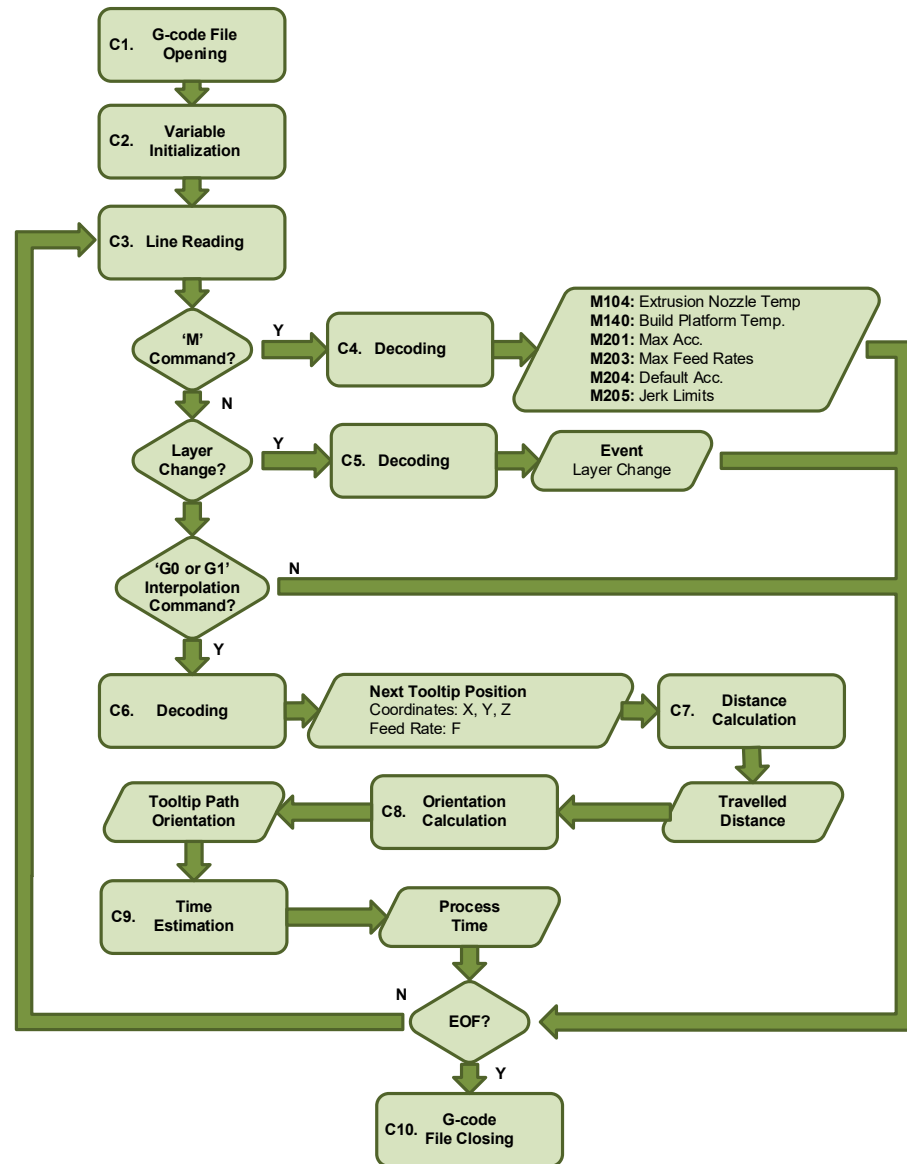 C1. G-code File
Opening
C2. Variable
Initialization
C3. Line Reading
'M'
Command?
Y
N
C4. Decoding
M104: Extrusion Nozzle Temp
M140: Build Platform Temp.
M201: Max Acc.
M203: Max Feed Rates
M204: Default Acc.
M205: Jerk Limits
Layer
Change?
Y
C5. Decoding
Event
Layer Change
'G0 or G1'
Interpolation
Command?
N
Y
C6. Decoding
Next Tooltip Position
Coordinates: X, Y, Z
Feed Rate: F
C7. Distance
Calculation
Travelled
Distance
C8. Orientation
Calculation
Tooltip Path
Orientation
C9. Time
Estimation
Process
Time
EOF?
N
Y
C10. G-code
File Closing